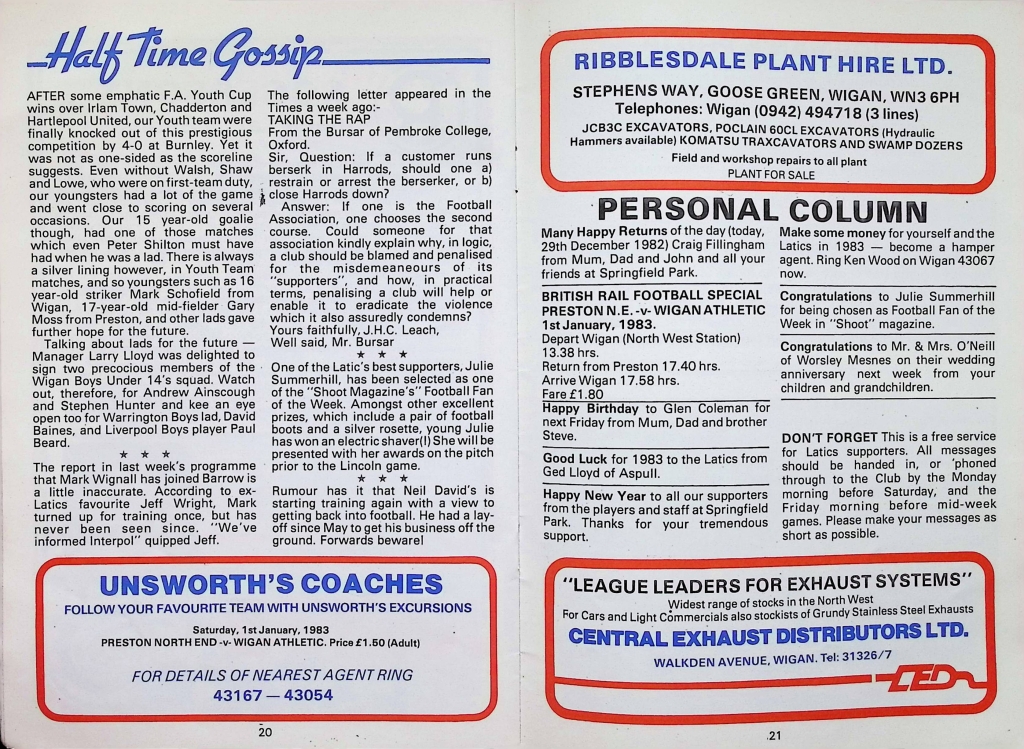 Half Time Gossip
AFTER some emphatic F.A. Youth Cup
wins over Irlam Town, Chadderton and
Hartlepool United, our Youth team were
finally knocked out of this prestigious
competition by 4-0 at Burnley. Yet it
was not as one-sided as the scoreline
suggests. Even without Walsh, Shaw
and Lowe, who were on first-team duty,
our youngsters had a lot of the game
and went close to scoring on several
occasions. Our 15 year-old goalie
though, had one of those matches
which even Peter Shilton must have
had when he was a lad. There is always
a silver lining however, in Youth Team
matches, and so youngsters such as 16
year-old striker Mark Schofield from
Wigan, 17-year-old mid-fielder Gary
Moss from Preston, and other lads gave
further hope for the future.
Talking about lads for the future —
Manager Larry Lloyd was delighted to
sign two precocious members of the
Wigan Boys Under 14's squad. Watch
out, therefore, for Andrew Ainscough
and Stephen Hunter and kee an eye
open too for Warrington Boys lad, David
Baines, and Liverpool Boys player Paul
Beard.
* * *
The report in last week's programme
that Mark Wignall has joined Barrow is
a little inaccurate. According to ex-
Latics favourite Jeff Wright, Mark
turned up for training once, but has
never been seen since. "We've
informed Interpol" quipped Jeff.
The following letter appeared in the
Times a week ago:-
TAKING THE RAP
From the Bursar of Pembroke College,
Oxford.
Sir, Question: If a customer runs
berserk in Harrods, should one a)
restrain or arrest the berserker, or b)
close Harrods down?
Answer: If one is the Football
Association, one chooses the second
course. Could someone for that
association kindly explain why, in logic,
a club should be blamed and penalised
for the misdemeaneours of its
"supporters", and how, in practical
terms, penalising a club will help or
enable it to eradicate the violence
which it also assuredly condemns?
Yours faithfully, J.H.C. Leach,
Well said, Mr. Bursar
* * *
One of the Latic's best supporters, Julie
Summerhill, has been selected as one
of the "Shoot Magazine's" Football Fan
of the Week. Amongst other excellent
prizes, which include a pair of football
boots and a silver rosette, young Julie
has won an electric shaver(!) She will be
presented with her awards on the pitch
prior to the Lincoln game.
* * *
Rumour has it that Neil David's is
starting training again with a view to
getting back into football. He had a lay-
off since May to get his business off the
ground. Forwards beware!
UNSWORTH'S COACHES
FOLLOW YOUR FAVOURITE TEAM WITH UNSWORTH'S EXCURSIONS
Saturday, 1st January, 1983
PRESTON NORTH END -v- WIGAN ATHLETIC. Price £1.50 (Adult)
FOR DETAILS OF NEAREST AGENT RING
43167 — 43054
20
RIBBLESDALE PLANT HIRE LTD.
STEPHENS WAY, GOOSE GREEN, WIGAN, WN3 6PH
Telephones: Wigan (0942) 494718 (3 lines)
JCB3C EXCAVATORS, POCLAIN 60CL EXCAVATORS (Hydraulic
Hammers available) KOMATSU TRAXCAVATORS AND SWAMP DOZERS
Field and workshop repairs to all plant
PLANT FOR SALE
PERSONAL COLUMN
Many Happy Returns of the day (today,
29th December 1982) Craig Fillingham
from Mum, Dad and John and all your
friends at Springfield Park.
BRITISH RAIL FOOTBALL SPECIAL
PRESTON N.E. -v- WIGAN ATHLETIC
1st January, 1983.
Depart Wigan (North West Station)
13.38 hrs.
Return from Preston 17.40 hrs.
Arrive Wigan 17.58 hrs.
Fare £1.80
Happy Birthday to Glen Coleman for
next Friday from Mum, Dad and brother
Steve.
Good Luck for 1983 to the Latics from
Ged Lloyd of Aspull.
Happy New Year to all our supporters
from the players and staff at Springfield
Park. Thanks for your tremendous
support.
Make some money for yourself and the
Latics in 1983 — become a hamper
agent. Ring Ken Wood on Wigan 43067
now.
Congratulations to Julie Summerhill
for being chosen as Football Fan of the
Week in "Shoot" magazine.
Congratulations to Mr. & Mrs. O'Neill
of Worsley Mesnes on their wedding
anniversary next week from your
children and grandchildren.
DON'T FORGET This is a free service
for Latics supporters. All messages
should be handed in, or 'phoned
through to the Club by the Monday
morning before Saturday, and the
Friday morning before mid-week
games. Please make your messages as
short as possible.
"LEAGUE LEADERS FOR EXHAUST SYSTEMS"
Widest range of stocks in the North West
For Cars and Light Commercials also stockists of Grundy Stainless Steel Exhausts
CENTRAL EXHAUST DISTRIBUTORS LTD.
WALKDEN AVENUE, WIGAN. Tel: 31326/7
CED
21